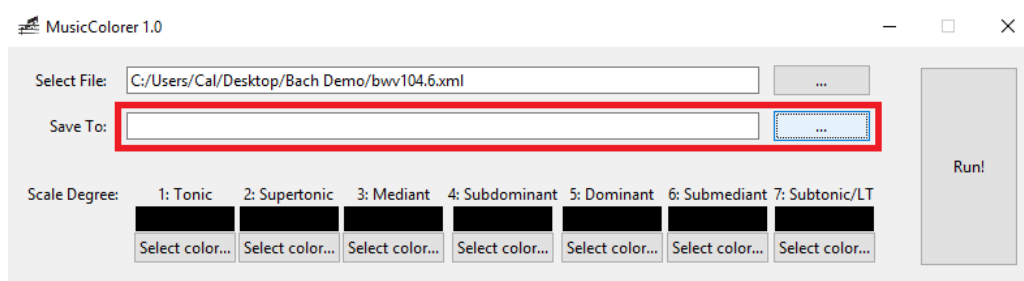 MusicColorer 1.0
Select File: C:/Users/Cal/Desktop/Bach Demo/bwv104.6.xml ...
Save To: ...
Run!
Scale Degree: 1: Tonic 2: Supertonic 3: Mediant 4: Subdominant 5: Dominant 6: Submediant 7: Subtonic/LT
Select color... Select color... Select color... Select color... Select color... Select color... Select color...